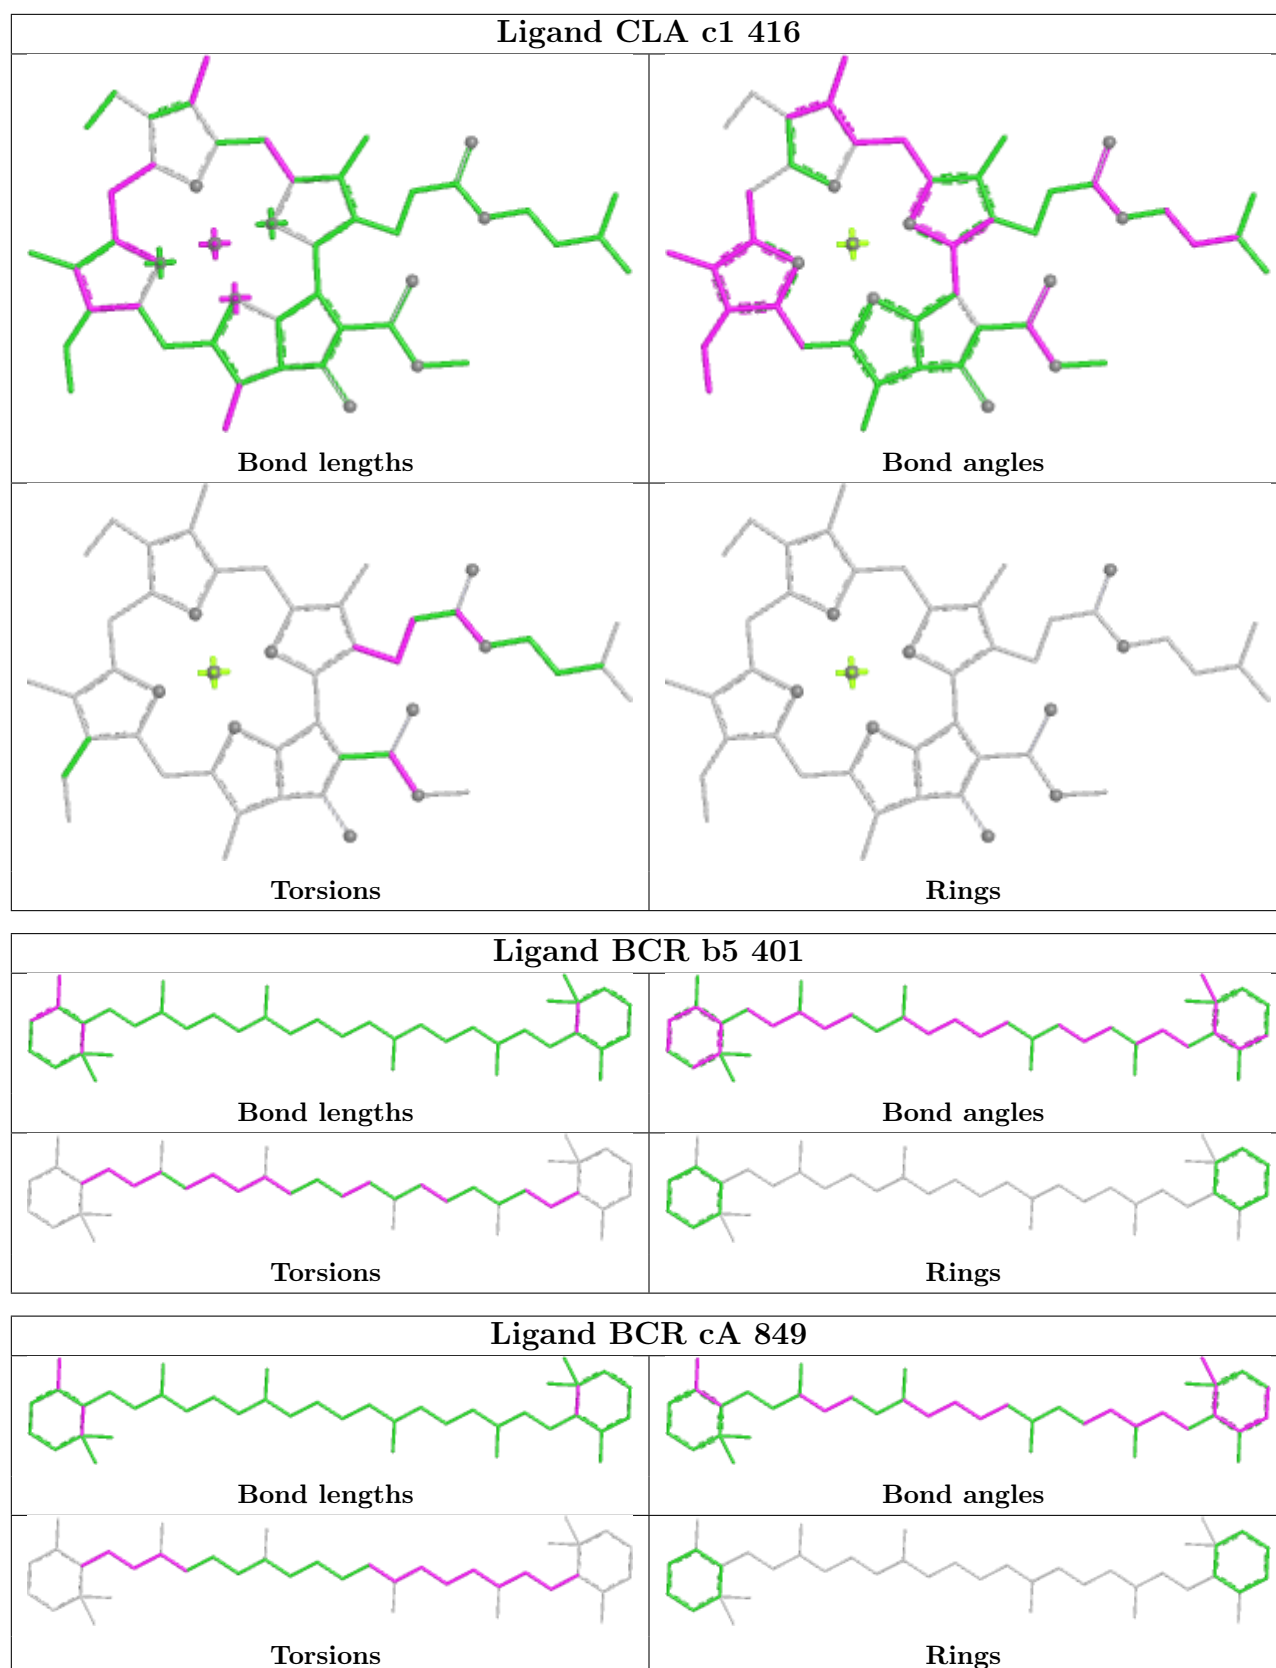 Ligand CLA c1 416
Bond lengths
Bond angles
Torsions
Rings
Ligand BCR b5 401
Bond lengths
Bond angles
Torsions
Rings
Ligand BCR cA 849
Bond lengths
Bond angles
Torsions
Rings